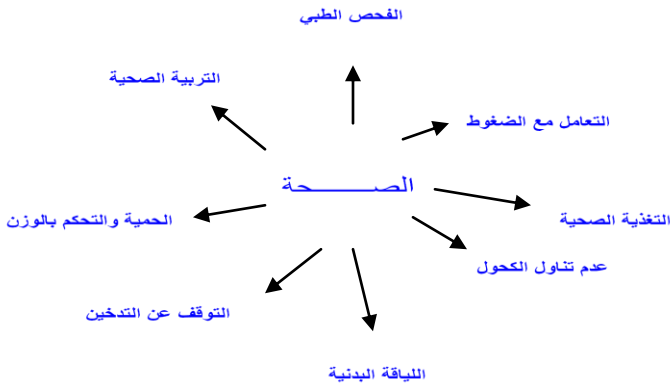 الفحص الطبي
التربية الصحية
التعامل مع الضغوط
الصـــــــــحة
التغذية الصحية
الحمية والتحكم بالوزن
عدم تناول الكحول
التوقف عن التدخين
اللياقة البدنية